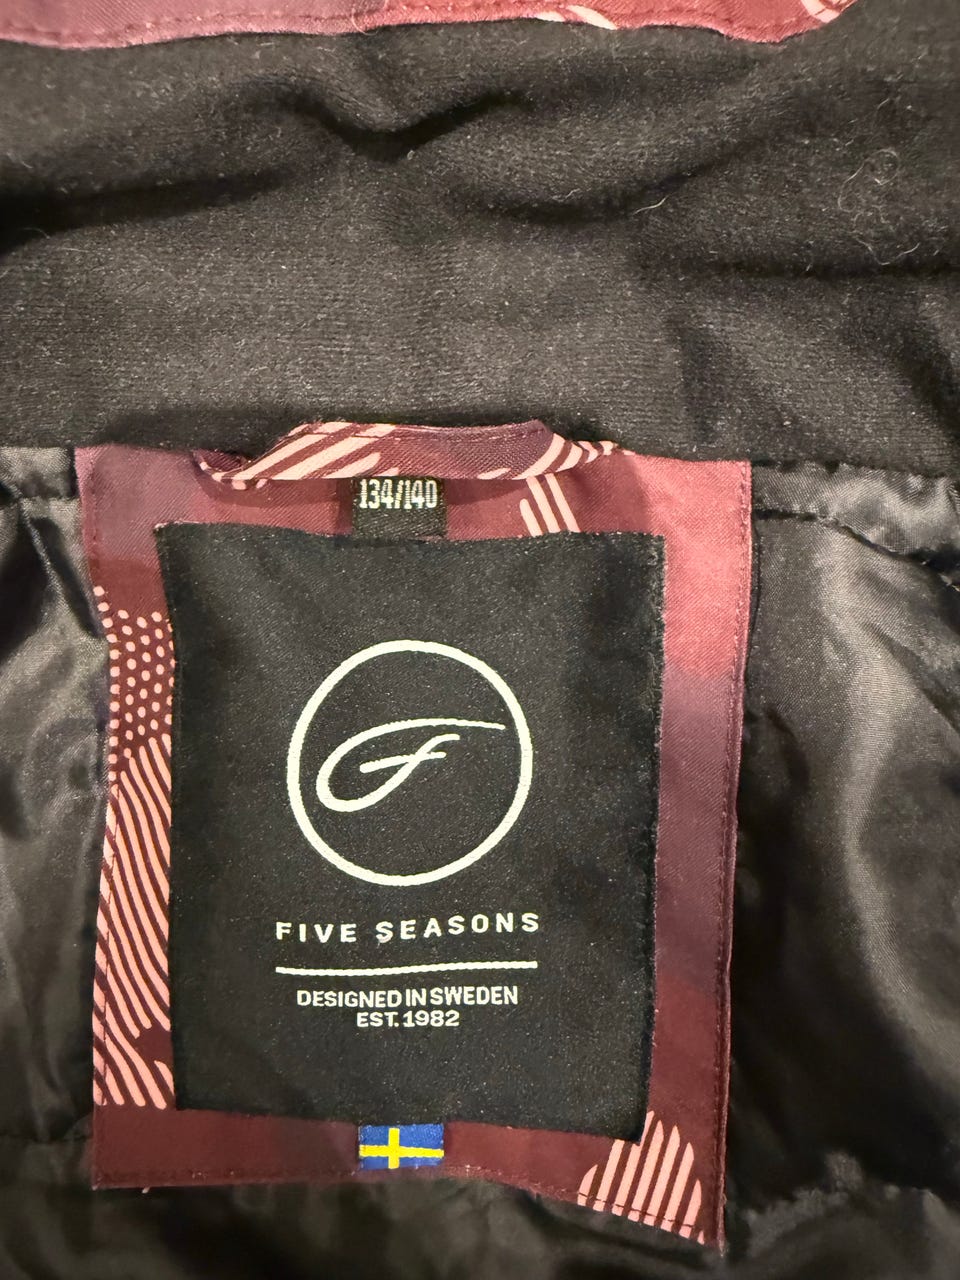 134/140
FIVE SEASONS
DESIGNED IN SWEDEN
EST. 1982